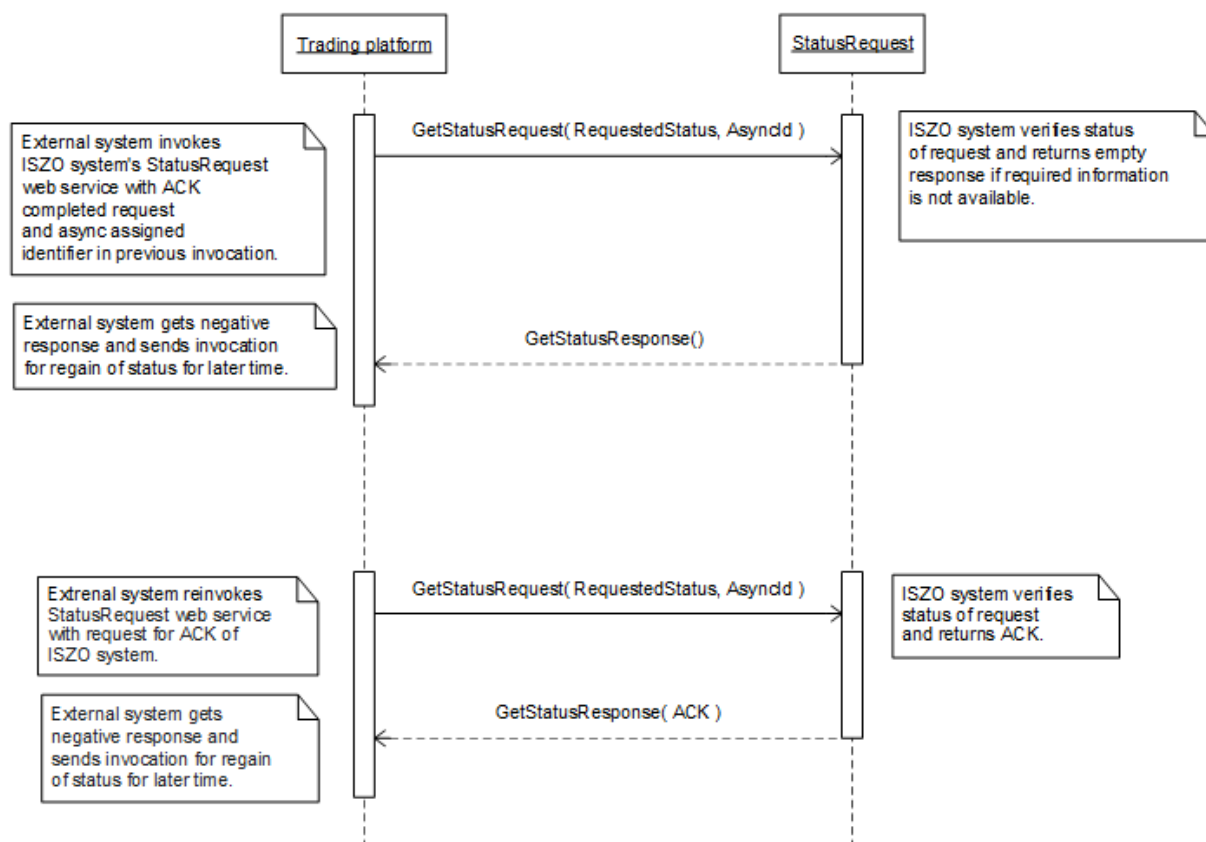 Trading platform
StatusRequest
GetStatusRequest( RequestedStatus, AsyncId )
External system invokes
ISZO system's StatusRequest
web service with ACK
completed request
and async assigned
identifier in previous invocation.
ISZO system verifies status
of request and returns empty
response if required information
is not available.
External system gets negative
response and sends invocation
for regain of status for later time.
GetStatusResponse()
Extrenal system reinvokes
StatusRequest web service
with request for ACK of
ISZO system.
GetStatusRequest( RequestedStatus, AsyncId )
ISZO system verifies
status of request
and returns ACK.
External system gets
negative response and
sends invocation for regain
of status for later time.
GetStatusResponse( ACK )